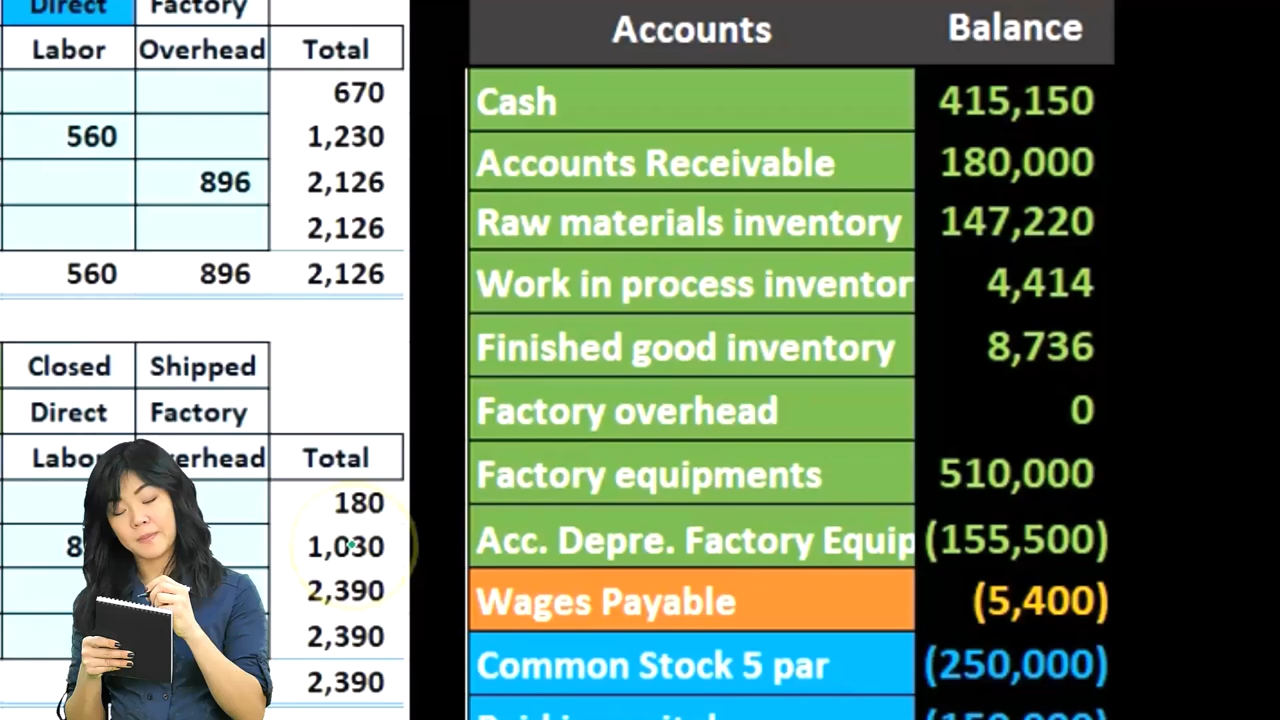 Direct Factory
Labor Overhead Total
670
560 1,230
896 2,126
2,126
560 896 2,126
Closed Shipped
Direct Factory
Total
180
1,030
2,390
2,390
2,390
Accounts Balance
Cash 415,150
Accounts Receivable 180,000
Raw materials inventory 147,220
Work in process inventor 4,414
Finished good inventory 8,736
Factory overhead 0
Factory equipments 510,000
Acc. Depre. Factory Equip (155,500)
Wages Payable (5,400)
Common Stock 5 par (250,000)